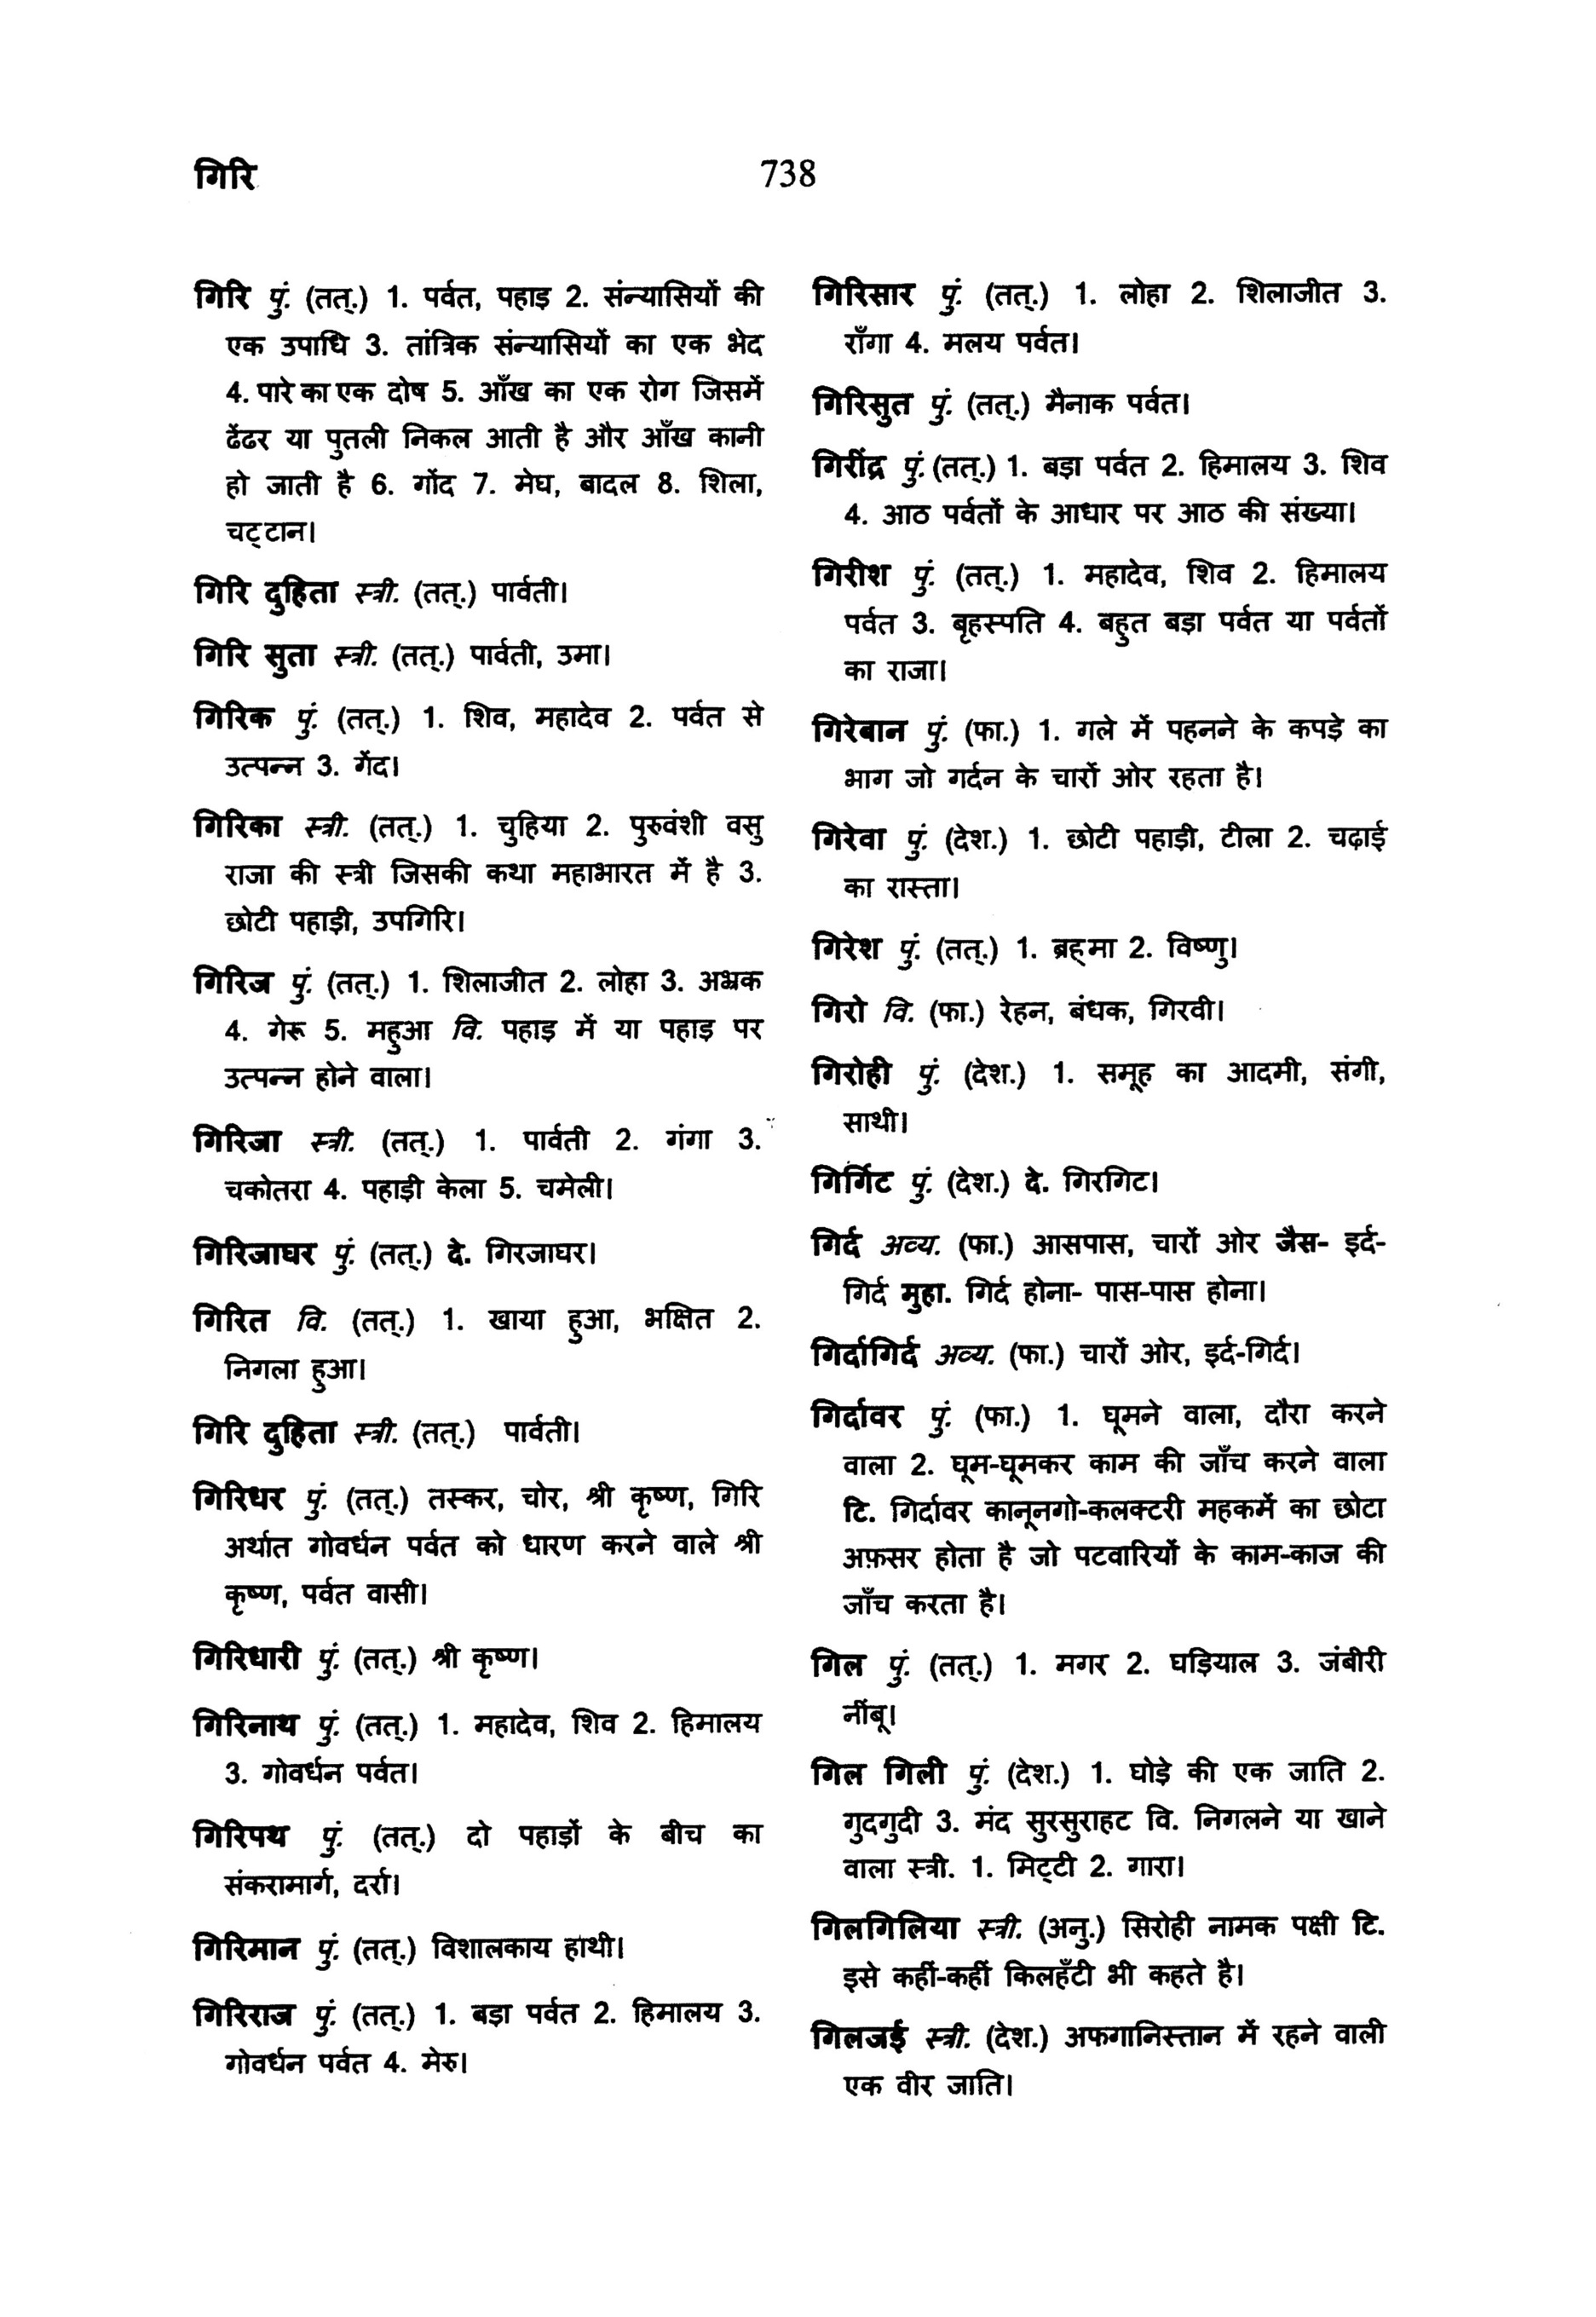 गिरि
738
गिरि पुं. (तत्.) 1. पर्वत, पहाड़ 2. संन्यासियों की
एक उपाधि 3. तांत्रिक संन्यासियों का एक भेद
4. पारे का एक दोष 5. आँख का एक रोग जिसमें
ढेंढर या पुतली निकल आती है और आँख कानी
हो जाती है 6. गोंद 7. मेघ, बादल 8. शिला,
चट्टान।
गिरि दुहिता स्त्री. (तत्.) पार्वती।
गिरि सुता स्त्री. (तत्.) पार्वती, उमा।
गिरिक पुं. (तत्.) 1. शिव, महादेव 2. पर्वत से
उत्पन्न 3. गेंद।
गिरिका स्त्री. (तत्.) 1. चुहिया 2. पुरुवंशी वसु
राजा की स्त्री जिसकी कथा महाभारत में है 3.
छोटी पहाड़ी, उपगिरि।
गिरिज पुं. (तत्.) 1. शिलाजीत 2. लोहा 3. अभ्रक
4. गेरू 5. महुआ वि. पहाड़ में या पहाड़ पर
उत्पन्न होने वाला।
गिरिजा स्त्री. (तत्.) 1. पार्वती 2. गंगा 3.
चकोतरा 4. पहाड़ी केला 5. चमेली।
गिरिजाघर पुं. (तत्.) दे. गिरजाघर।
गिरित वि. (तत्.) 1. खाया हुआ, भक्षित 2.
निगला हुआ।
गिरि दुहिता स्त्री. (तत्.) पार्वती।
गिरिधर पुं. (तत्.) तस्कर, चोर, श्री कृष्ण, गिरि
अर्थात गोवर्धन पर्वत को धारण करने वाले श्री
कृष्ण, पर्वत वासी।
गिरिधारी पुं. (तत्.) श्री कृष्ण।
गिरिनाथ पुं. (तत्.) 1. महादेव, शिव 2. हिमालय
3. गोवर्धन पर्वत।
गिरिपथ पुं. (तत्.) दो पहाड़ों के बीच का
संकरामार्ग, दर्रा।
गिरिमान पुं. (तत्.) विशालकाय हाथी।
गिरिराज पुं. (तत्.) 1. बड़ा पर्वत 2. हिमालय 3.
गोवर्धन पर्वत 4. मेरु।
गिरिसार पुं. (तत्.) 1. लोहा 2. शिलाजीत 3.
राँगा 4. मलय पर्वत।
गिरिसुत पुं. (तत्.) मैनाक पर्वत।
गिरींद्र पुं. (तत्.) 1. बड़ा पर्वत 2. हिमालय 3. शिव
4. आठ पर्वतों के आधार पर आठ की संख्या।
गिरीश पुं. (तत्.) 1. महादेव, शिव 2. हिमालय
पर्वत 3. बृहस्पति 4. बहुत बड़ा पर्वत या पर्वतों
का राजा।
गिरेबान पुं. (फा.) 1. गले में पहनने के कपड़े का
भाग जो गर्दन के चारों ओर रहता है।
गिरेवा पुं. (देश.) 1. छोटी पहाड़ी, टीला 2. चढ़ाई
का रास्ता।
गिरेश पुं. (तत्.) 1. ब्रह्मा 2. विष्णु।
गिरो वि. (फा.) रेहन, बंधक, गिरवी।
गिरोही पुं. (देश.) 1. समूह का आदमी, संगी,
साथी।
गिर्गिट पुं. (देश.) दे. गिरगिट।
गिर्द अव्य. (फा.) आसपास, चारों ओर जैस- इर्द-
गिर्द मुहा. गिर्द होना- पास-पास होना।
गिर्दागिर्द अव्य. (फा.) चारों ओर, इर्द-गिर्द।
गिर्दावर पुं. (फा.) 1. घूमने वाला, दौरा करने
वाला 2. घूम-घूमकर काम की जाँच करने वाला
टि. गिर्दावर कानूनगो-कलक्टरी महकमें का छोटा
अफ़सर होता है जो पटवारियों के काम-काज की
जाँच करता है।
गिल पुं. (तत्.) 1. मगर 2. घड़ियाल 3. जंबीरी
नींबू।
गिल गिली पुं. (देश.) 1. घोड़े की एक जाति 2.
गुदगुदी 3. मंद सुरसुराहट वि. निगलने या खाने
वाला स्त्री. 1. मिट्टी 2. गारा।
गिलगिलिया स्त्री. (अनु.) सिरोही नामक पक्षी टि.
इसे कहीं-कहीं किलहँटी भी कहते है।
गिलजई स्त्री. (देश.) अफगानिस्तान में रहने वाली
एक वीर जाति।